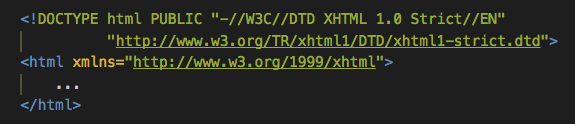 <!DOCTYPE html PUBLIC "-//W3C//DTD XHTML 1.0 Strict//EN"
"http://www.w3.org/TR/xhtml1/DTD/xhtml1-strict.dtd">
<html xmlns="http://www.w3.org/1999/xhtml">
...
</html>